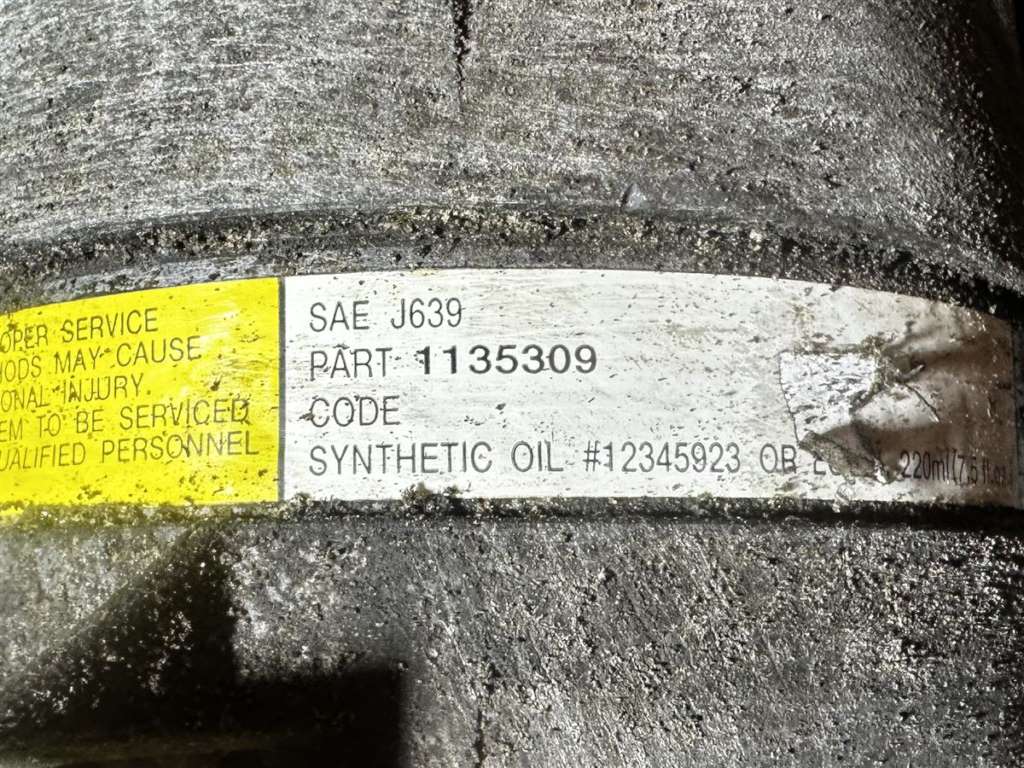 OPER SERVICE
HODS MAY CAUSE
ONAL INJURY.
EM TO BE SERVICED
UALIFIED PERSONNEL
SAE J639
PART 1135309
CODE
SYNTHETIC OIL #12345923 OR 220ml/(7.5 fl.oz.